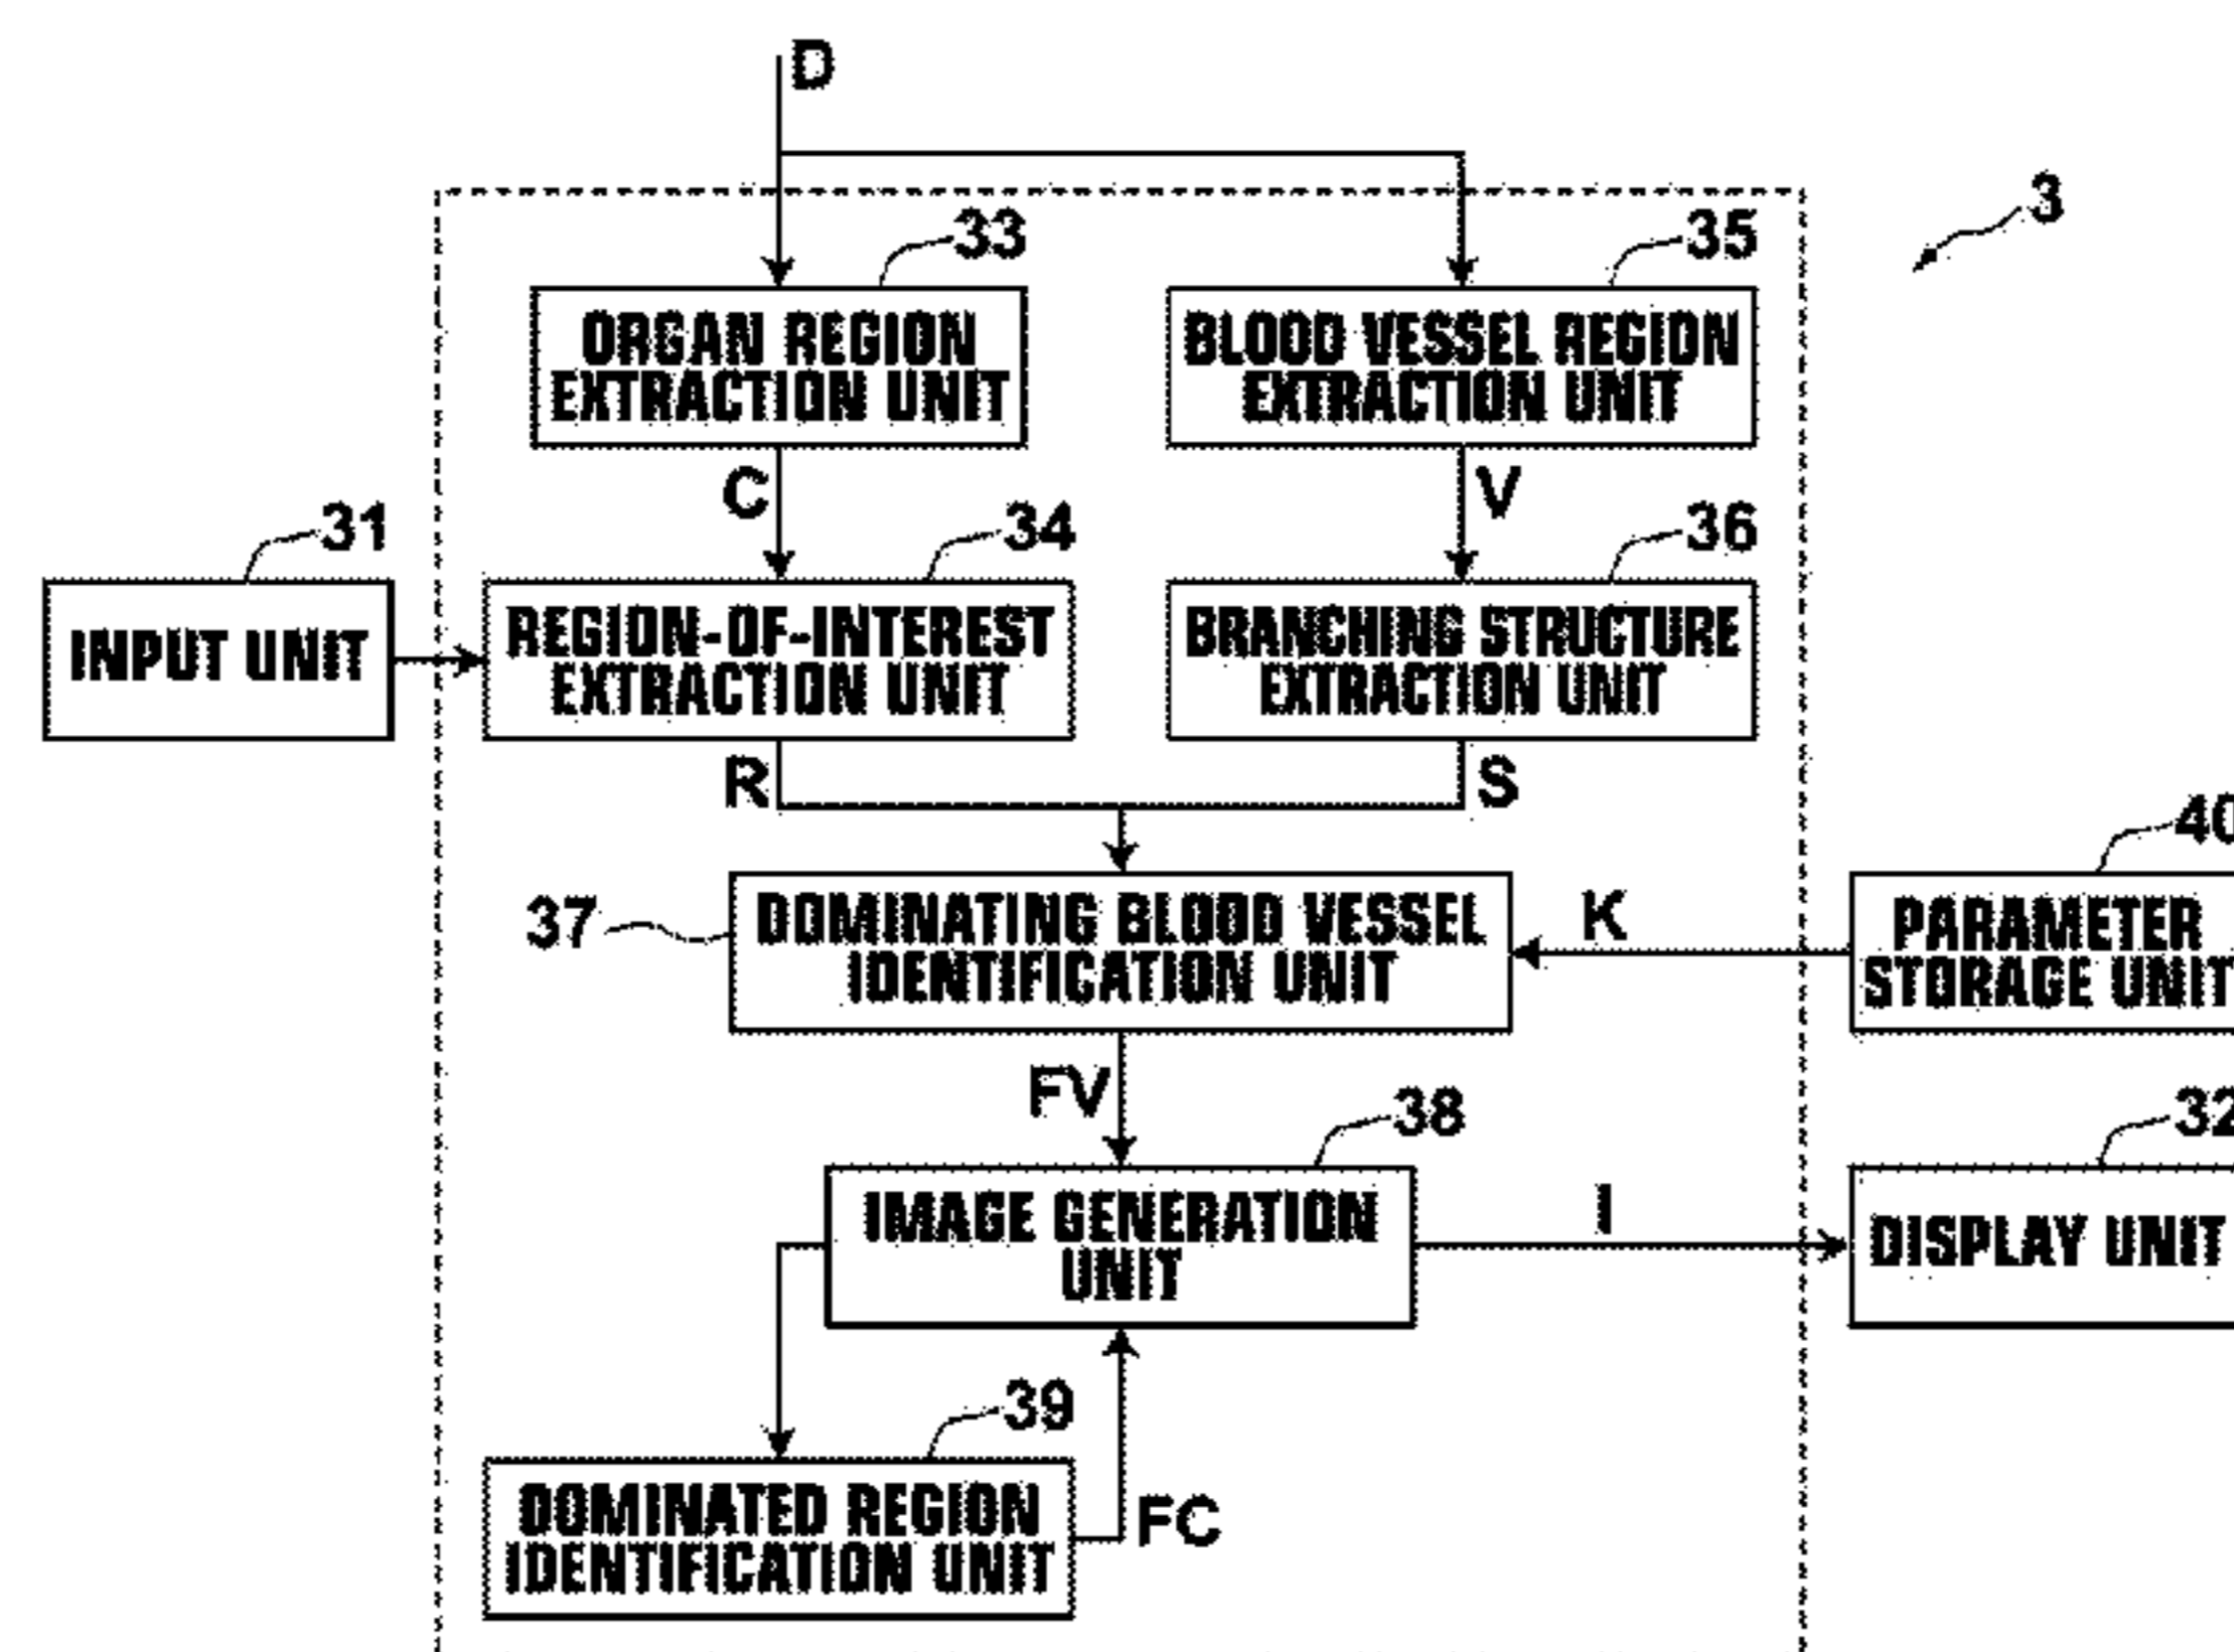 D
3
33
35
ORGAN REGION
EXTRACTION UNIT
BLOOD VESSEL REGION
EXTRACTION UNIT
C
V
31
34
36
INPUT UNIT
REGION-OF-INTEREST
EXTRACTION UNIT
BRANCHING STRUCTURE
EXTRACTION UNIT
R
S
40
37
DOMINATING BLOOD VESSEL
IDENTIFICATION UNIT
K
PARAMETER
STORAGE UNIT
FV
38
32
IMAGE GENERATION
UNIT
I
DISPLAY UNIT
39
DOMINATED REGION
IDENTIFICATION UNIT
FC